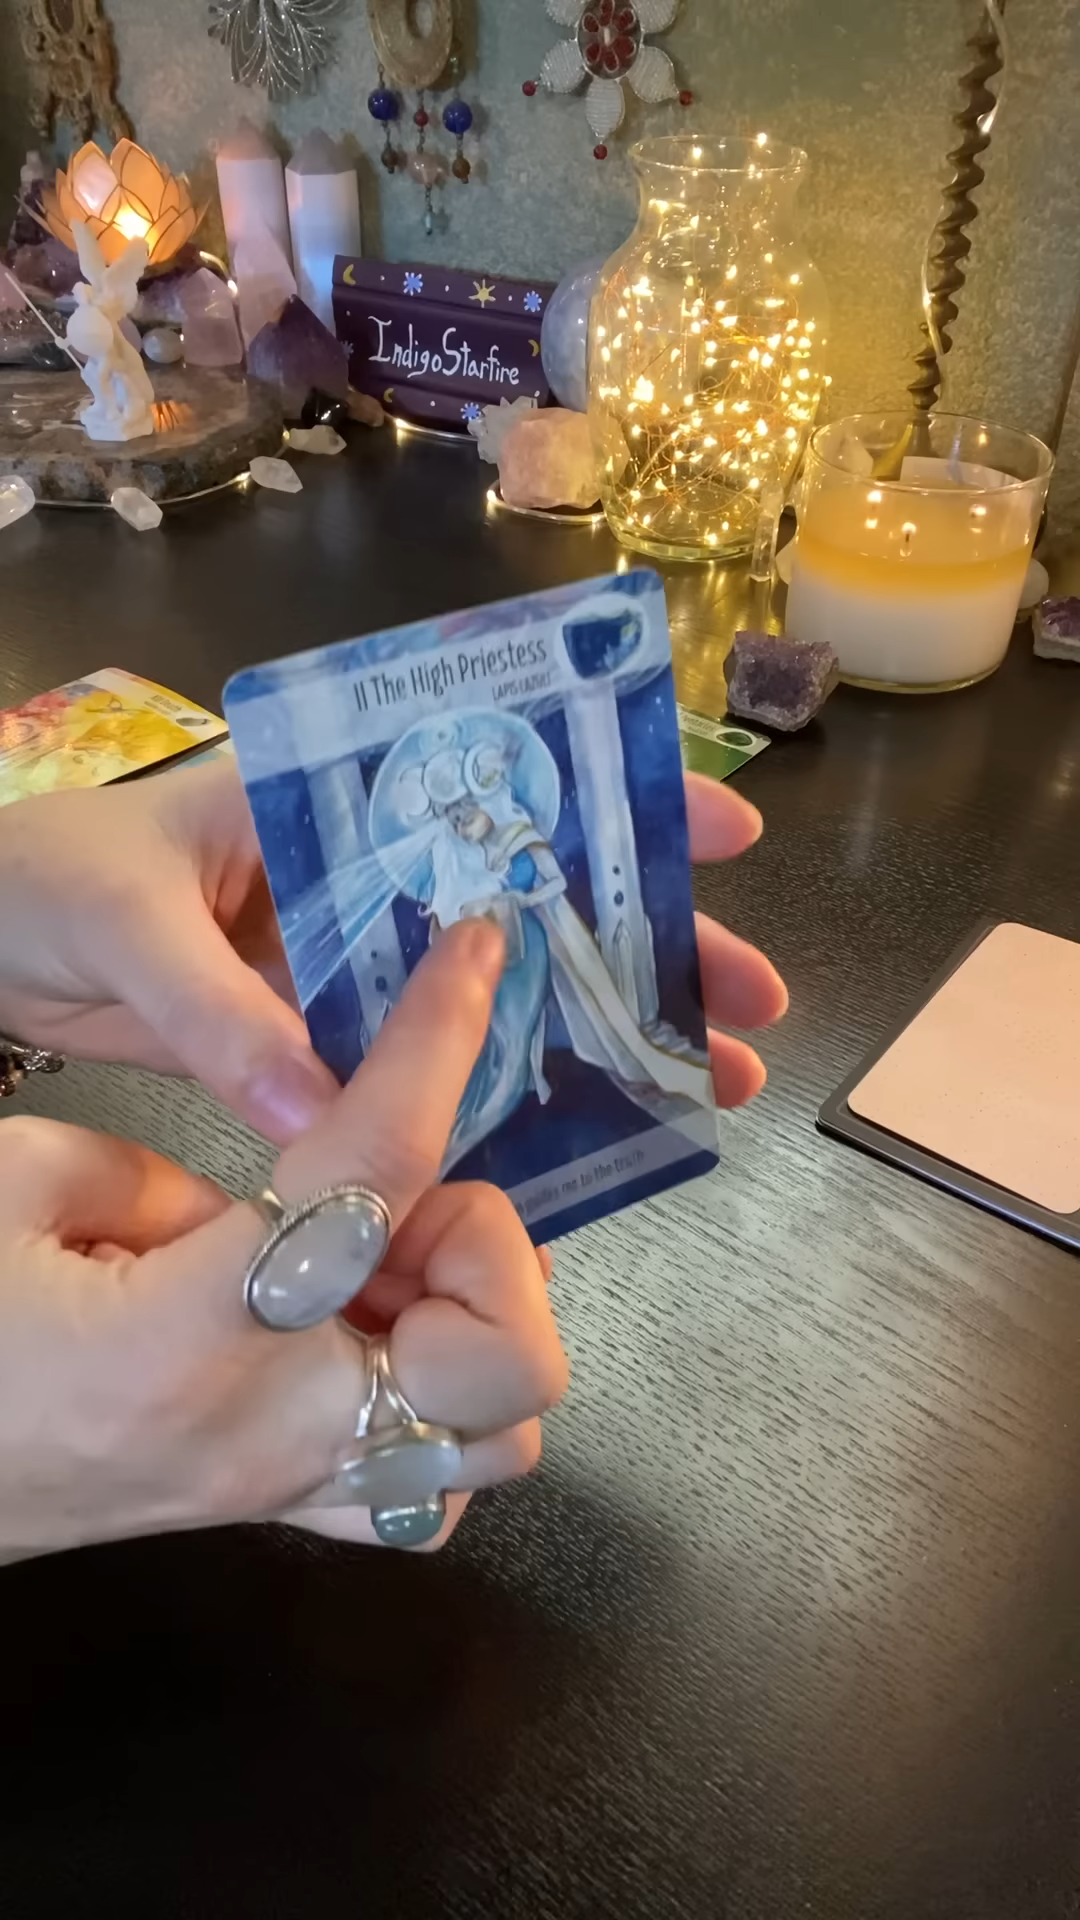 IndigoStarfire
II The High Priestess
LAPIS LAZULI
guides me to the truth